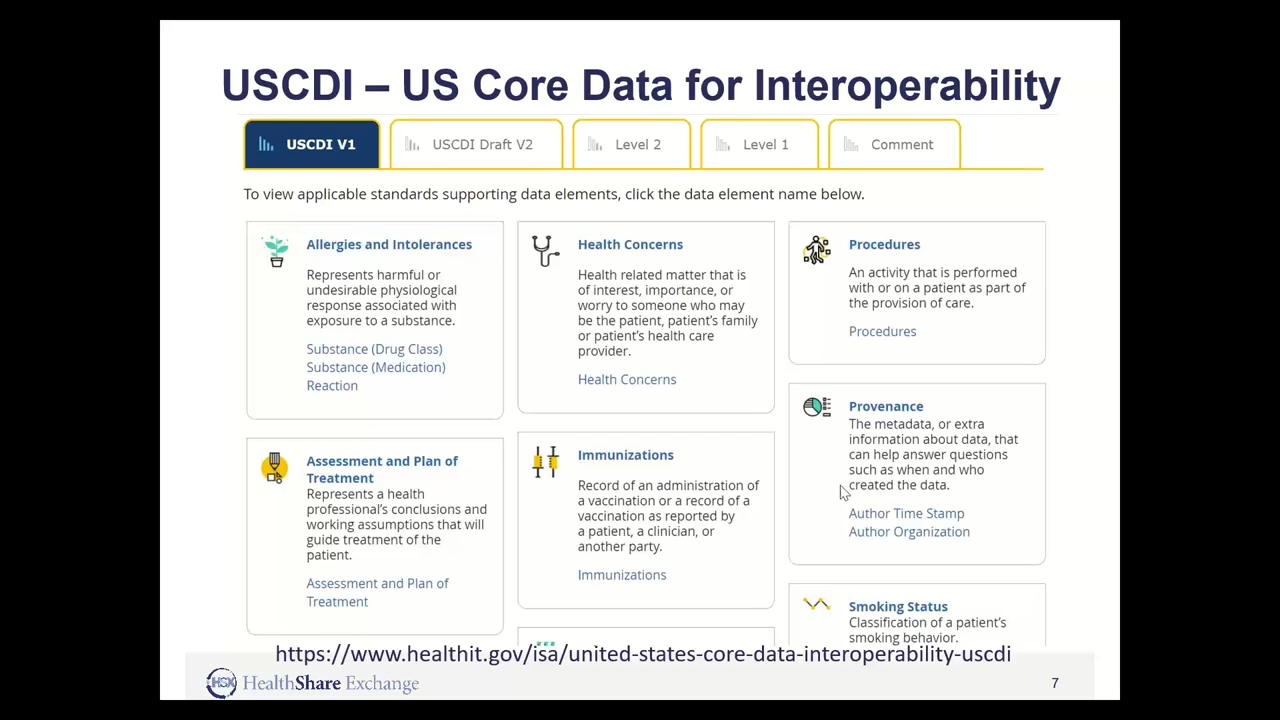 USCDI – US Core Data for Interoperability
USCDI V1
USCDI Draft V2
Level 2
Level 1
Comment
To view applicable standards supporting data elements, click the data element name below.
Allergies and Intolerances
Represents harmful or
undesirable physiological
response associated with
exposure to a substance.
Substance (Drug Class)
Substance (Medication)
Reaction
Assessment and Plan of
Treatment
Represents a health
professional's conclusions and
working assumptions that will
guide treatment of the
patient.
Assessment and Plan of
Treatment
Health Concerns
Health related matter that is
of interest, importance, or
worry to someone who may
be the patient, patient's family
or patient's health care
provider.
Health Concerns
Immunizations
Record of an administration of
a vaccination or a record of a
vaccination as reported by
a patient, a clinician, or
another party.
Immunizations
Procedures
An activity that is performed
with or on a patient as part of
the provision of care.
Procedures
Provenance
The metadata, or extra
information about data, that
can help answer questions
such as when and who
created the data.
Author Time Stamp
Author Organization
Smoking Status
Classification of a patient's
smoking behavior.
https://www.healthit.gov/isa/united-states-core-data-interoperability-uscdi
HSX HealthShare Exchange
7